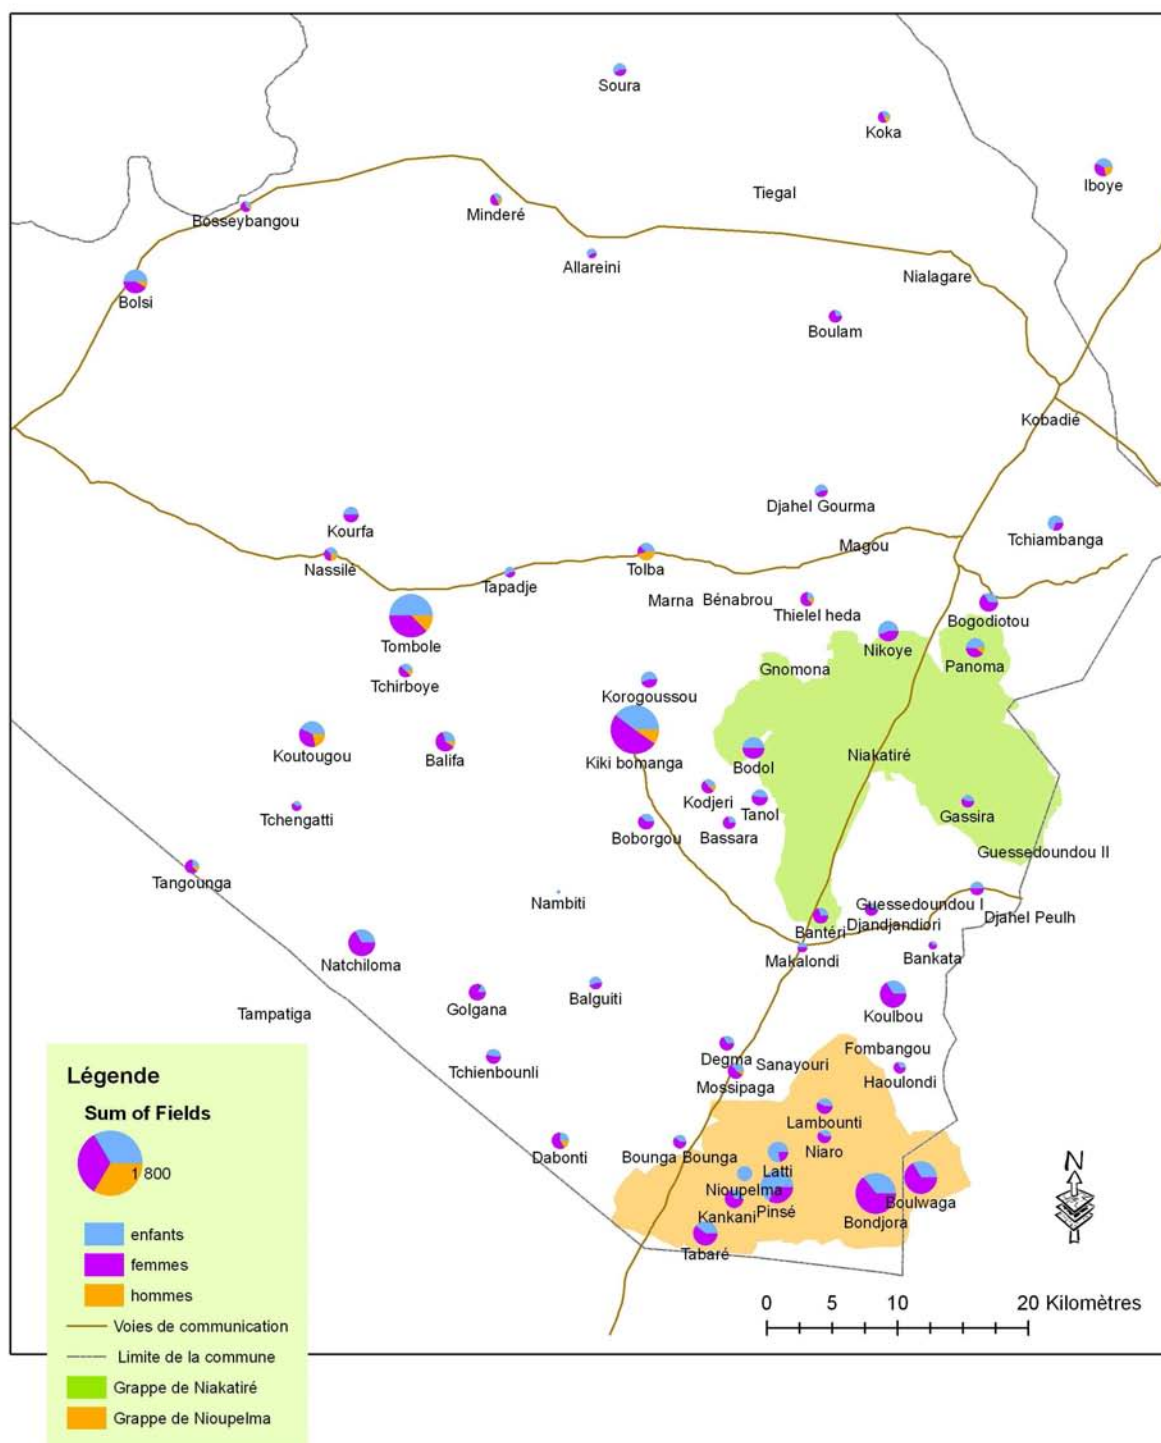 Soura
Koka
Iboye
Tiegal
Minderé
Bosseybangou
Allareini
Nialagare
Bolsi
Boulam
Kobadié
Djahel Gourma
Kourfa
Tchiambanga
Magou
Nassilé
Tolba
Tapadje
Marna
Bénabrou
Thielel heda
Bogodiotou
Tombole
Nikoye
Panoma
Gnomona
Tchirboye
Korogoussou
Koutougou
Balifa
Kiki bomanga
Bodol
Niakatiré
Kodjeri
Tanol
Gassira
Tchengatti
Boborgou
Bassara
Guessedoundou II
Tangounga
Nambiti
Guessedoundou I
Djahel Peulh
Djandjandiori
Bantéri
Natchiloma
Makalondi
Bankata
Balguiti
Golgana
Tampatiga
Koulbou
Fombangou
Degma
Sanayouri
Tchienbounli
Haoulondi
Mossipaga
Lambounti
Dabonti
Bounga Bounga
Niaro
Latti
Nioupelma
Boulwaga
Kankani
Pinsé
Bondjora
Tabaré
Légende
Sum of Fields
1 800
enfants
femmes
hommes
Voies de communication
Limite de la commune
Grappe de Niakatiré
Grappe de Nioupelma
N
0 5 10 20 Kilomètres